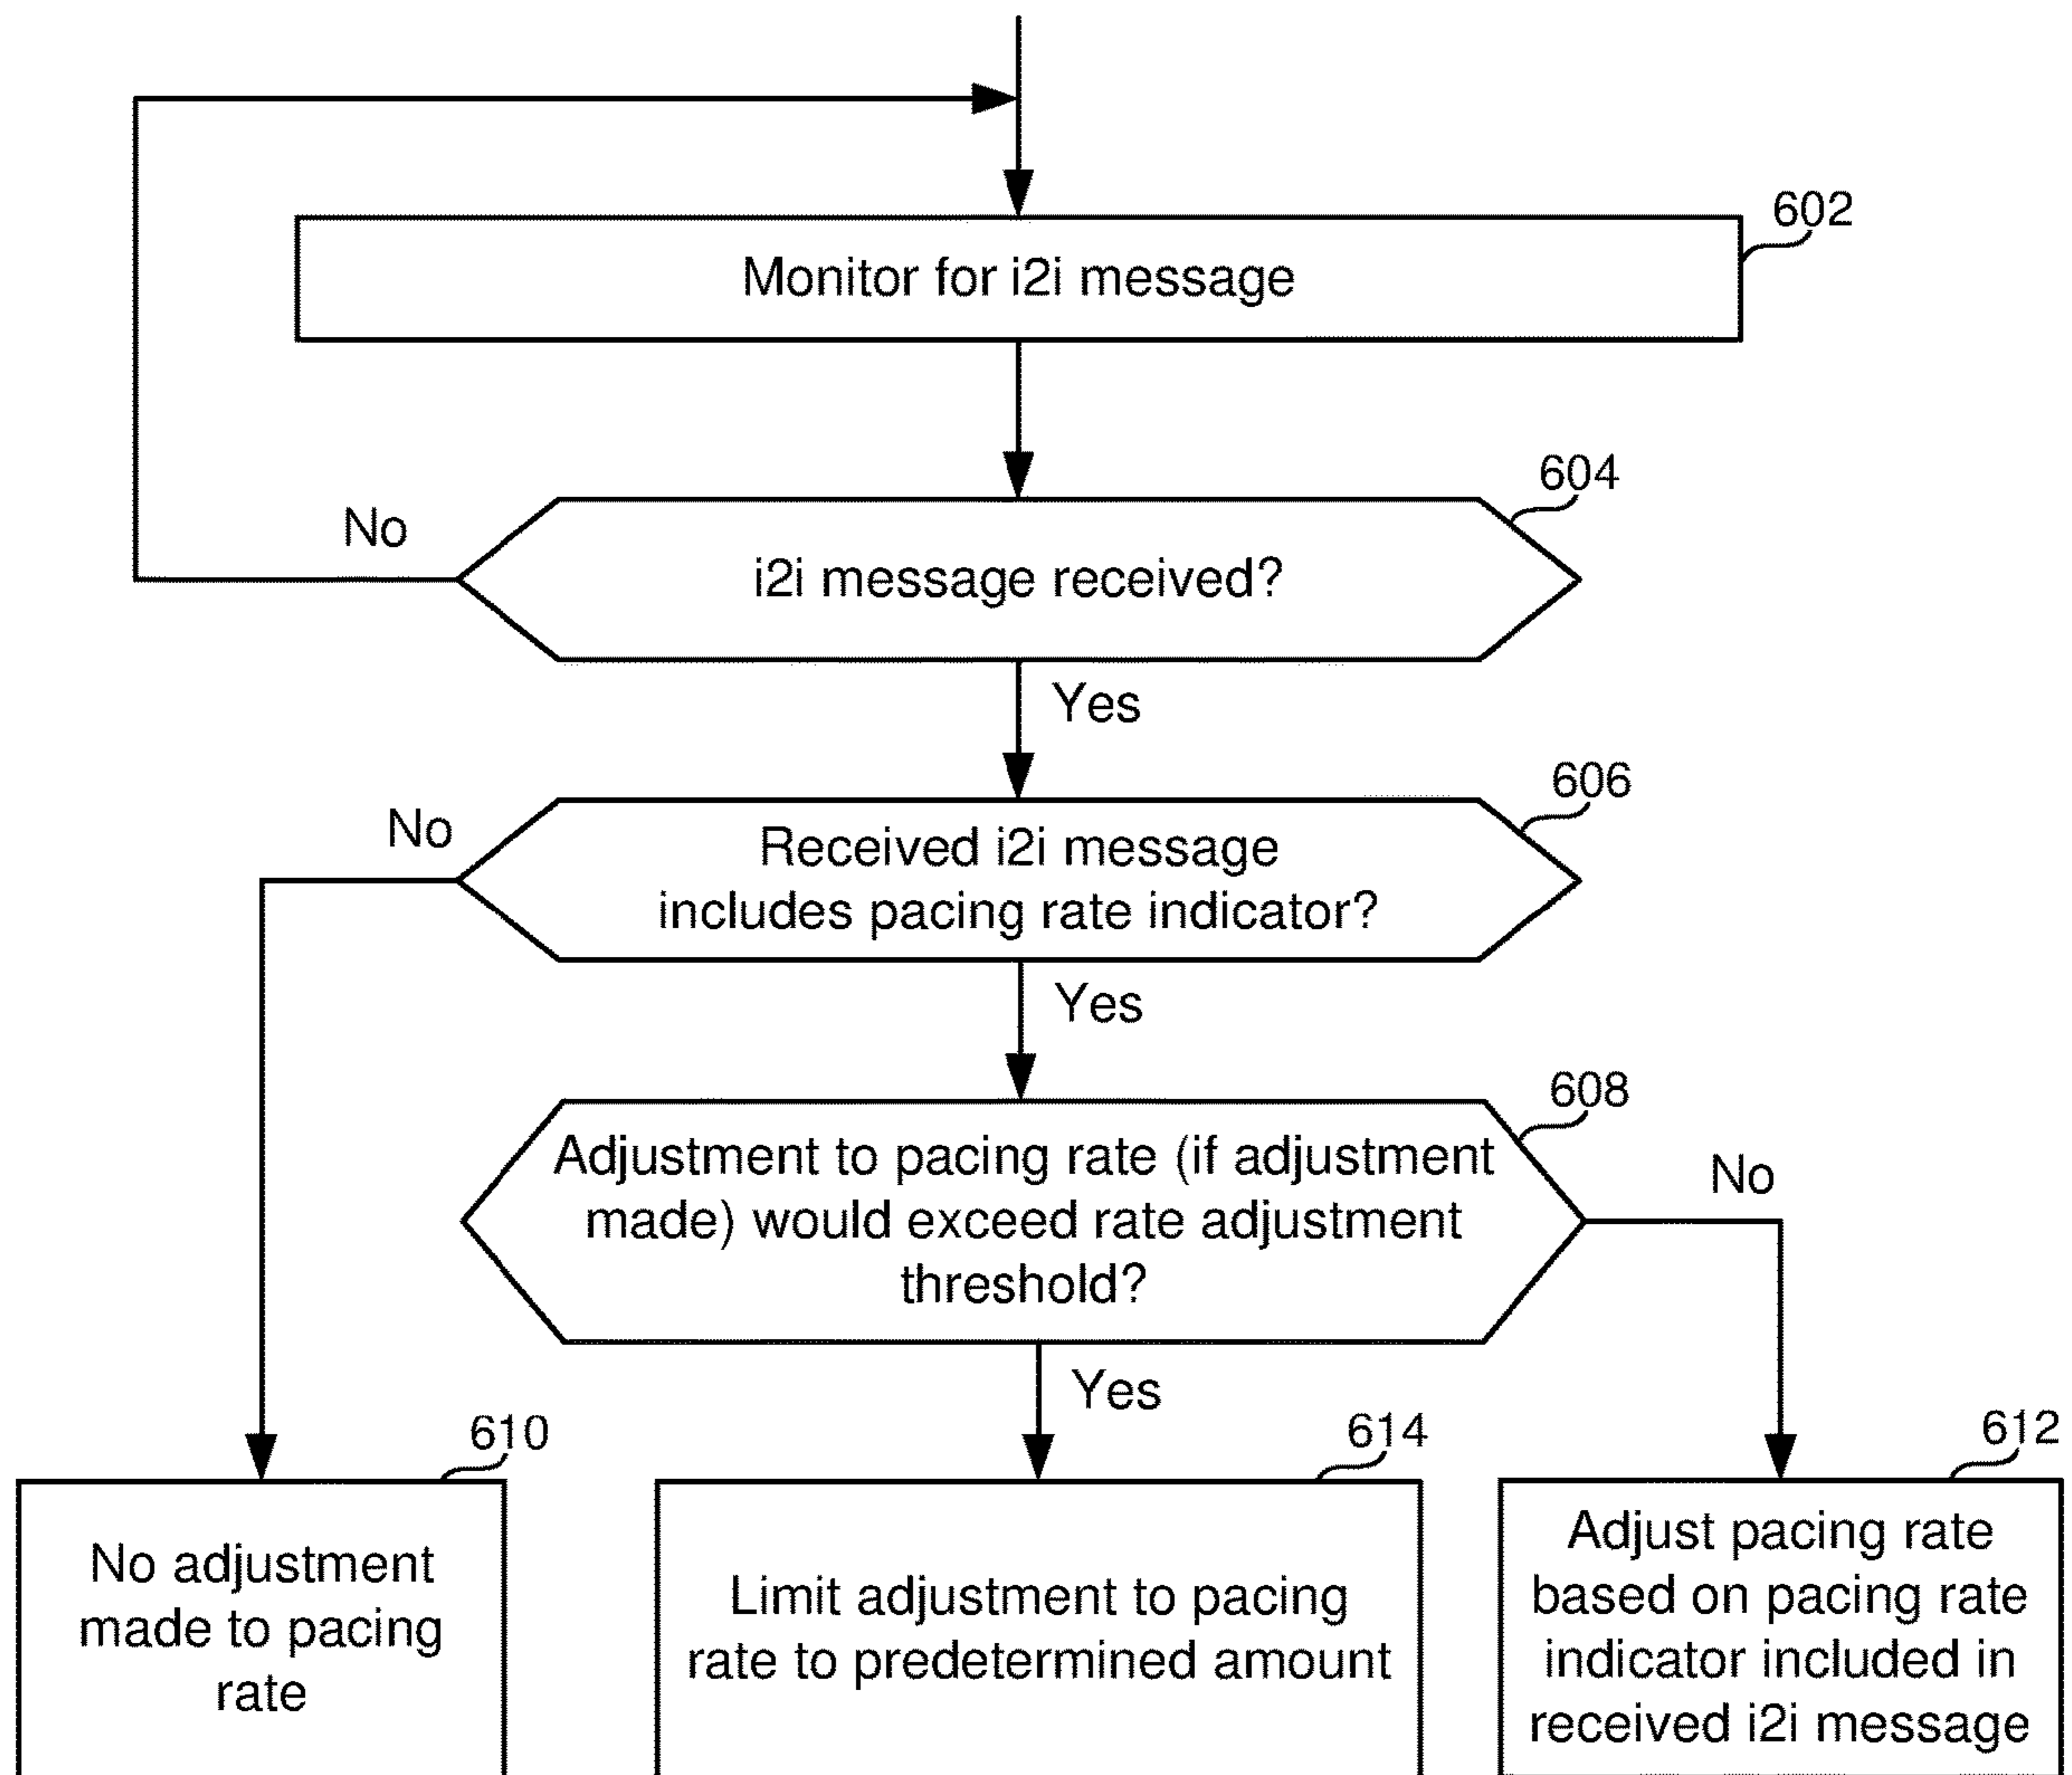 602
Monitor for i2i message
604
No
i2i message received?
Yes
606
No
Received i2i message
includes pacing rate indicator?
Yes
608
Adjustment to pacing rate (if adjustment
made) would exceed rate adjustment
threshold?
No
Yes
610
No adjustment
made to pacing
rate
614
Limit adjustment to pacing
rate to predetermined amount
612
Adjust pacing rate
based on pacing rate
indicator included in
received i2i message